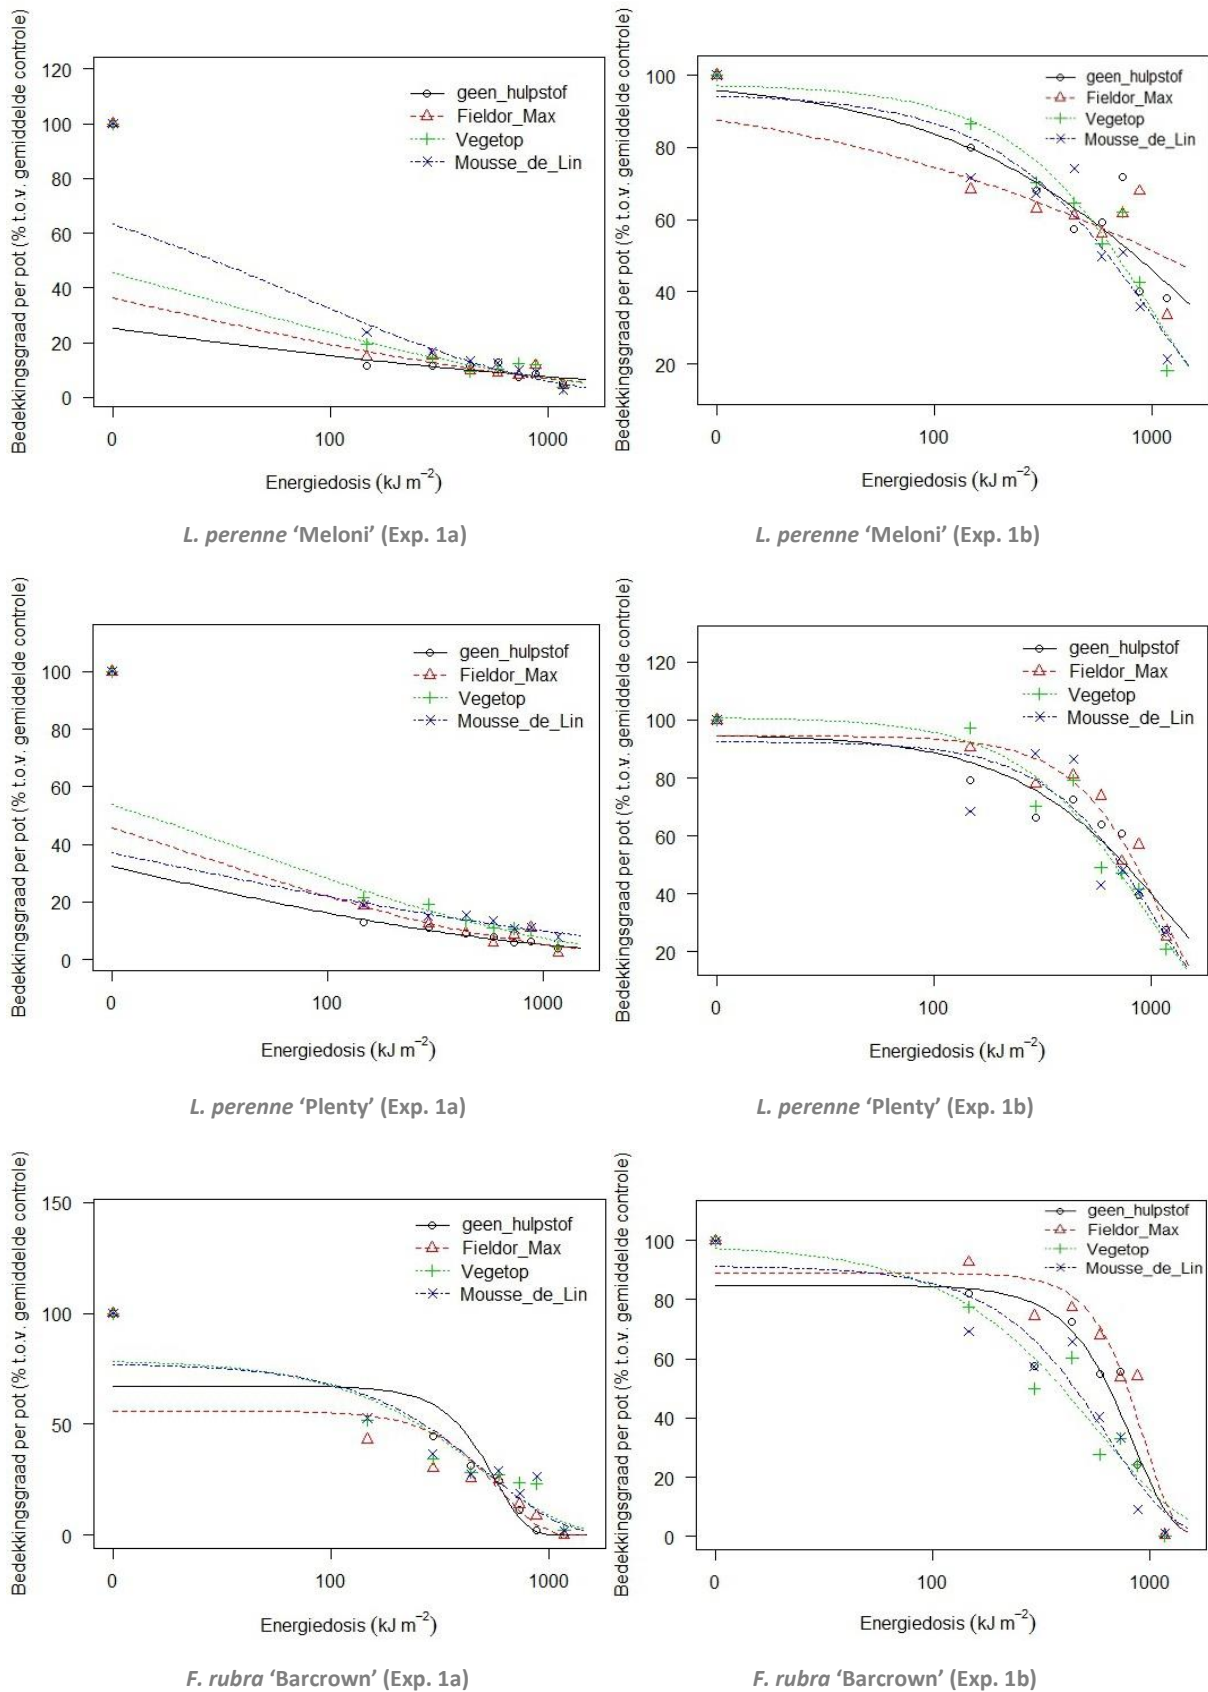 Bedekkingsgraad per pot (% t.o.v. gemiddelde controle)
120
100
80
60
40
20
0
geen_hulpstof
Fieldor_Max
Vegetop
Mousse_de_Lin
0
100
1000
Energiedosis (kJ m−2)
L. perenne ‘Meloni’ (Exp. 1a)
Bedekkingsgraad per pot (% t.o.v. gemiddelde controle)
100
80
60
40
20
geen_hulpstof
Fieldor_Max
Vegetop
Mousse_de_Lin
0
100
1000
Energiedosis (kJ m−2)
L. perenne ‘Meloni’ (Exp. 1b)
Bedekkingsgraad per pot (% t.o.v. gemiddelde controle)
100
80
60
40
20
0
geen_hulpstof
Fieldor_Max
Vegetop
Mousse_de_Lin
0
100
1000
Energiedosis (kJ m−2)
L. perenne ‘Plenty’ (Exp. 1a)
Bedekkingsgraad per pot (% t.o.v. gemiddelde controle)
120
100
80
60
40
20
geen_hulpstof
Fieldor_Max
Vegetop
Mousse_de_Lin
0
100
1000
Energiedosis (kJ m−2)
L. perenne ‘Plenty’ (Exp. 1b)
Bedekkingsgraad per pot (% t.o.v. gemiddelde controle)
150
100
50
0
geen_hulpstof
Fieldor_Max
Vegetop
Mousse_de_Lin
0
100
1000
Energiedosis (kJ m−2)
F. rubra ‘Barcrown’ (Exp. 1a)
Bedekkingsgraad per pot (% t.o.v. gemiddelde controle)
100
80
60
40
20
0
geen_hulpstof
Fieldor_Max
Vegetop
Mousse_de_Lin
0
100
1000
Energiedosis (kJ m−2)
F. rubra ‘Barcrown’ (Exp. 1b)